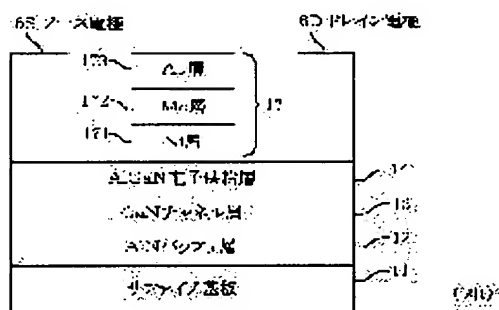 6S ソース電極 6D ドレイン電極
173 Au層
172 Mo層 17
171 Ni層
AlGaN電子供給層 14
GaNチャネル層 13
AlNバッファ層 12
サファイア基板 11